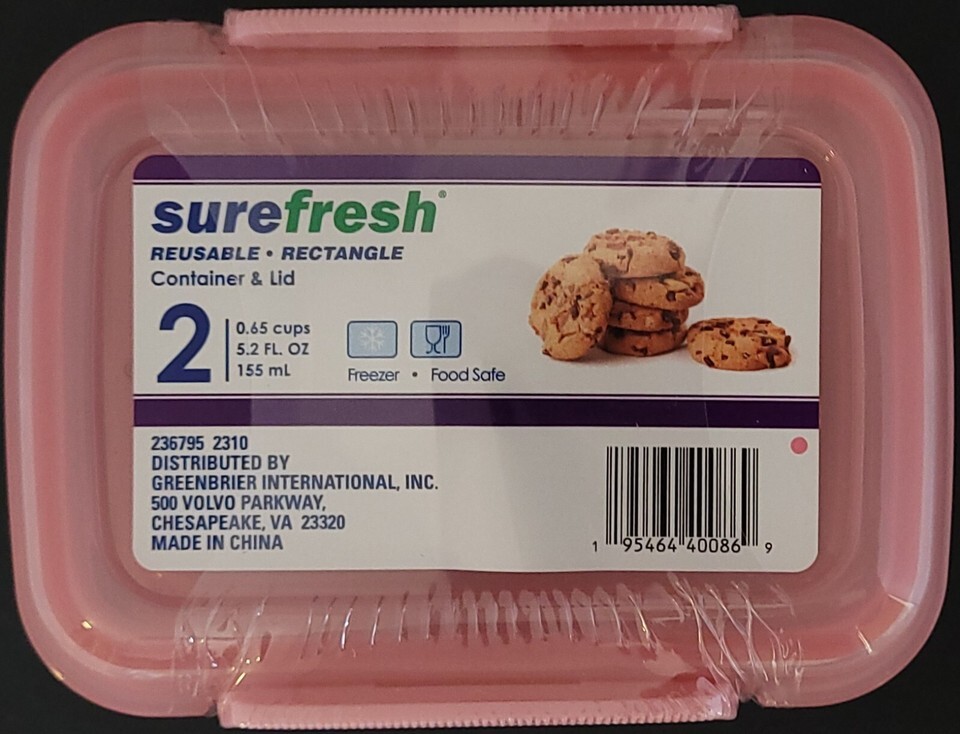 surefresh®
REUSABLE • RECTANGLE
Container & Lid
2
0.65 cups
5.2 FL. OZ
155 mL
Freezer • Food Safe
236795 2310
DISTRIBUTED BY
GREENBRIER INTERNATIONAL, INC.
500 VOLVO PARKWAY,
CHESAPEAKE, VA 23320
MADE IN CHINA
1 95464 40086 9